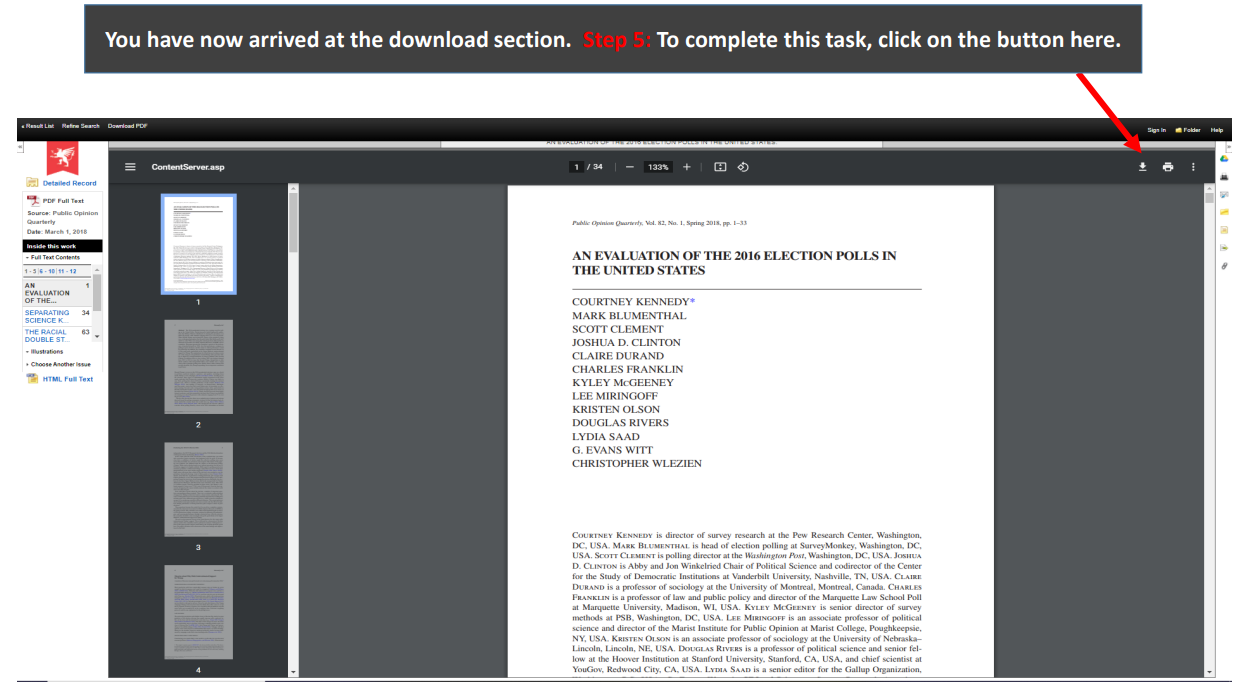 You have now arrived at the download section. Step 5: To complete this task, click on the button here.
« Result List Refine Search Download PDF
Sign In Folder Help
AN EVALUATION OF THE 2016 ELECTION POLLS IN THE UNITED STATES.
ContentServer.asp
1 / 34 | − 133% + |
Detailed Record
PDF Full Text
Source: Public Opinion
Quarterly
Date: March 1, 2018
Inside this work
Full Text Contents
1 - 3 | 6 - 10 | 11 - 12
AN 1
EVALUATION
OF THE...
SEPARATING 34
SCIENCE K...
THE RACIAL 63
DOUBLE ST...
Illustrations
Choose Another Issue
HTML Full Text
1
2
3
4
Public Opinion Quarterly, Vol. 82, No. 1, Spring 2018, pp. 1–33
AN EVALUATION OF THE 2016 ELECTION POLLS IN
THE UNITED STATES
COURTNEY KENNEDY*
MARK BLUMENTHAL
SCOTT CLEMENT
JOSHUA D. CLINTON
CLAIRE DURAND
CHARLES FRANKLIN
KYLEY McGEENEY
LEE MIRINGOFF
KRISTEN OLSON
DOUGLAS RIVERS
LYDIA SAAD
G. EVANS WITT
CHRISTOPHER WLEZIEN
Courtney Kennedy is director of survey research at the Pew Research Center, Washington,
DC, USA. Mark Blumenthal is head of election polling at SurveyMonkey, Washington, DC,
USA. Scott Clement is polling director at the Washington Post, Washington, DC, USA. Joshua
D. Clinton is Abby and Jon Winkelried Chair of Political Science and codirector of the Center
for the Study of Democratic Institutions at Vanderbilt University, Nashville, TN, USA. Claire
Durand is a professor of sociology at the University of Montreal, Montreal, Canada. Charles
Franklin is a professor of law and public policy and director of the Marquette Law School Poll
at Marquette University, Madison, WI, USA. Kyley McGeeney is senior director of survey
methods at PSB, Washington, DC, USA. Lee Miringoff is an associate professor of political
science and director of the Marist Institute for Public Opinion at Marist College, Poughkeepsie,
NY, USA. Kristen Olson is an associate professor of sociology at the University of Nebraska–
Lincoln, Lincoln, NE, USA. Douglas Rivers is a professor of political science and senior fel-
low at the Hoover Institution at Stanford University, Stanford, CA, USA, and chief scientist at
YouGov, Redwood City, CA, USA. Lydia Saad is a senior editor for the Gallup Organization,